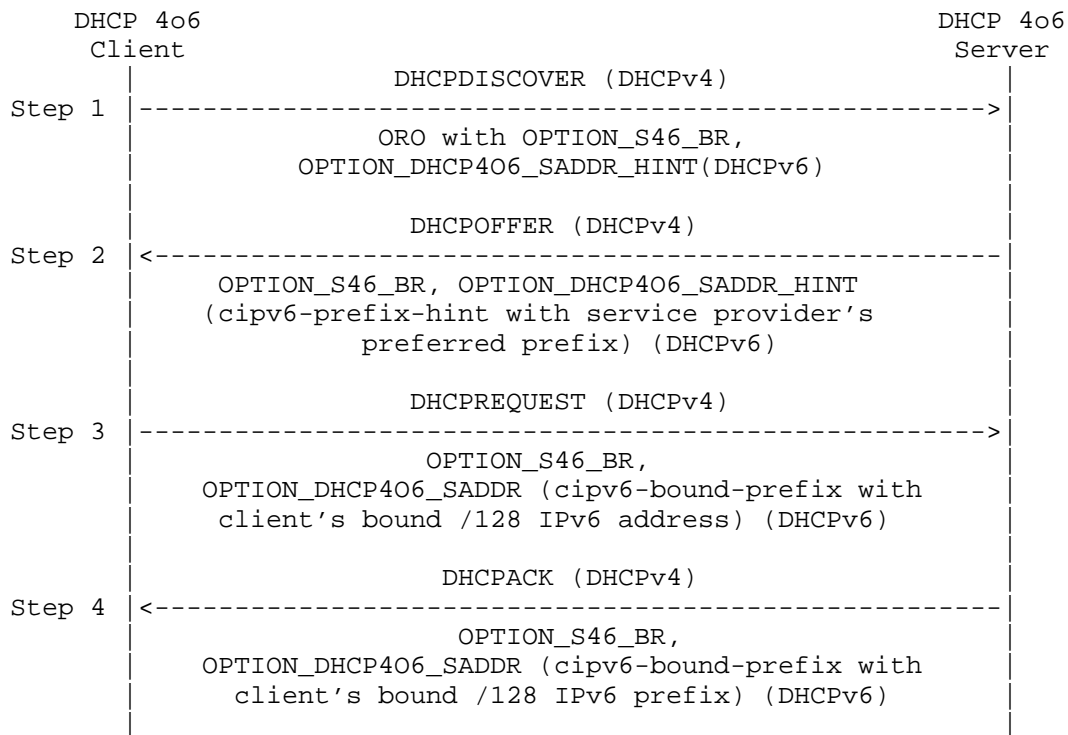 DHCP 4o6 DHCP 4o6
Client Server
DHCPDISCOVER (DHCPv4)
Step 1 |----------------------------------------------------->|
ORO with OPTION_S46_BR,
OPTION_DHCP4O6_SADDR_HINT(DHCPv6)
DHCPOFFER (DHCPv4)
Step 2 |<-----------------------------------------------------|
OPTION_S46_BR, OPTION_DHCP4O6_SADDR_HINT
(cipv6-prefix-hint with service provider's
preferred prefix) (DHCPv6)
DHCPREQUEST (DHCPv4)
Step 3 |----------------------------------------------------->|
OPTION_S46_BR,
OPTION_DHCP4O6_SADDR (cipv6-bound-prefix with
client's bound /128 IPv6 address) (DHCPv6)
DHCPACK (DHCPv4)
Step 4 |<-----------------------------------------------------|
OPTION_S46_BR,
OPTION_DHCP4O6_SADDR (cipv6-bound-prefix with
client's bound /128 IPv6 prefix) (DHCPv6)